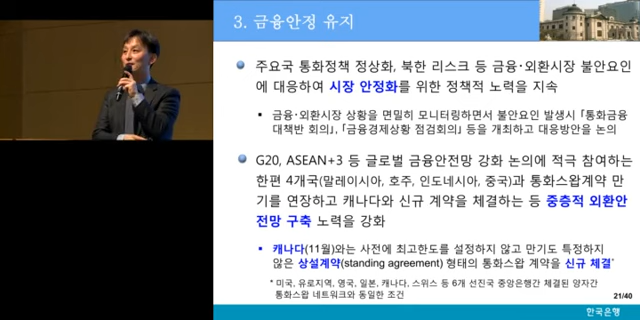 3. 금융안정 유지
주요국 통화정책 정상화, 북한 리스크 등 금융·외환시장 불안요인
에 대응하여 시장 안정화를 위한 정책적 노력을 지속
금융·외환시장 상황을 면밀히 모니터링하면서 불안요인 발생시 「통화금융
대책반 회의」, 「금융경제상황 점검회의」 등을 개최하고 대응방안을 논의
G20, ASEAN+3 등 글로벌 금융안전망 강화 논의에 적극 참여하는
한편 4개국(말레이시아, 호주, 인도네시아, 중국)과 통화스왑계약 만
기를 연장하고 캐나다와 신규 계약을 체결하는 등 중층적 외환안
전망 구축 노력을 강화
캐나다(11월)와는 사전에 최고한도를 설정하지 않고 만기도 특정하지
않은 상설계약(standing agreement) 형태의 통화스왑 계약을 신규 체결*
* 미국, 유로지역, 영국, 일본, 캐나다, 스위스 등 6개 선진국 중앙은행간 체결된 양자간
통화스왑 네트워크와 동일한 조건
21/40
한국은행